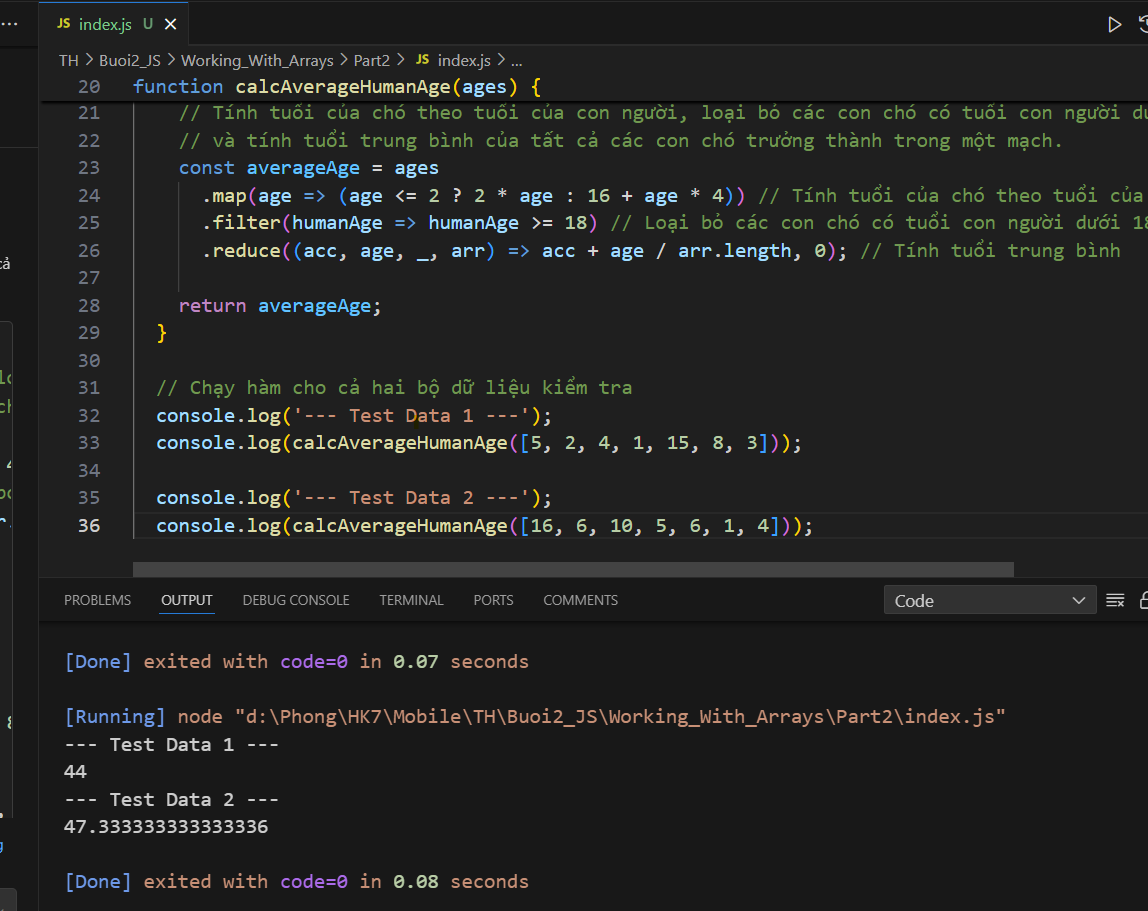 JS index.js U
TH > Buoi2_JS > Working_With_Arrays > Part2 > JS index.js > ...
20 function calcAverageHumanAge(ages) {
21 // Tính tuổi của chó theo tuổi của con người, loại bỏ các con chó có tuổi con người
22 // và tính tuổi trung bình của tất cả các con chó trưởng thành trong một mạch.
23 const averageAge = ages
24 .map(age => (age <= 2 ? 2 * age : 16 + age * 4)) // Tính tuổi của chó theo tuổi của
25 .filter(humanAge => humanAge >= 18) // Loại bỏ các con chó có tuổi con người dưới 18
26 .reduce((acc, age, _, arr) => acc + age / arr.length, 0); // Tính tuổi trung bình
27
28 return averageAge;
29 }
30
31 // Chạy hàm cho cả hai bộ dữ liệu kiểm tra
32 console.log('--- Test Data 1 ---');
33 console.log(calcAverageHumanAge([5, 2, 4, 1, 15, 8, 3]));
34
35 console.log('--- Test Data 2 ---');
36 console.log(calcAverageHumanAge([16, 6, 10, 5, 6, 1, 4]));
PROBLEMS OUTPUT DEBUG CONSOLE TERMINAL PORTS COMMENTS Code
[Done] exited with code=0 in 0.07 seconds
[Running] node "d:\Phong\HK7\Mobile\TH\Buoi2_JS\Working_With_Arrays\Part2\index.js"
--- Test Data 1 ---
44
--- Test Data 2 ---
47.333333333333336
[Done] exited with code=0 in 0.08 seconds